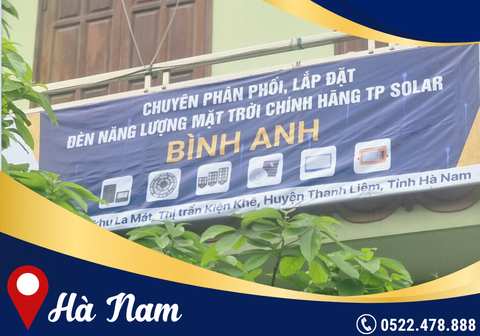 CHUYÊN PHÂN PHỐI, LẮP ĐẶT
ĐÈN NĂNG LƯỢNG MẶT TRỜI CHÍNH HÃNG TP SOLAR
BÌNH ANH
Khu La Mát, Thị trấn Kiện Khê, Huyện Thanh Liêm, Tỉnh Hà Nam
Hà Nam
0522.478.888